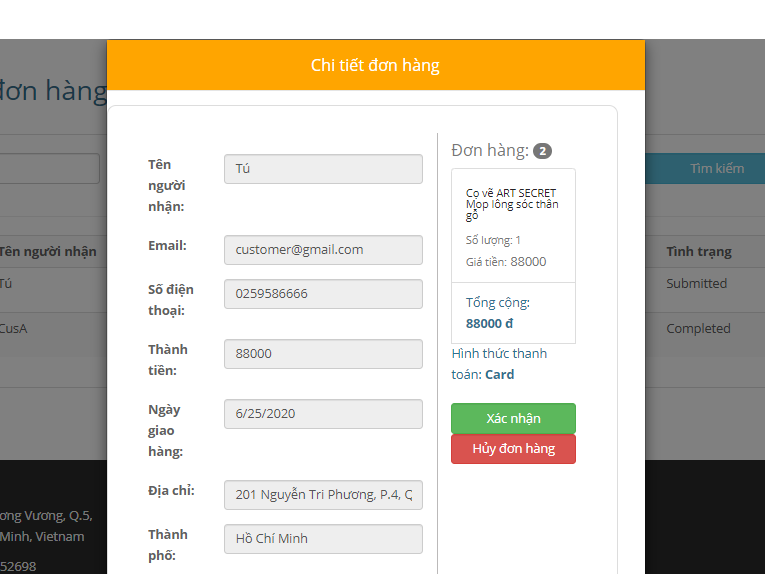 Chi tiết đơn hàng
đơn hàng
Tìm kiếm
Tên người nhận
Tình trạng
Tú
Submitted
CusA
Completed
Tên
người
nhận:
Tú
Email:
customer@gmail.com
Số điện
thoại:
0259586666
Thành
tiền:
88000
Ngày
giao
hàng:
6/25/2020
Địa chỉ:
201 Nguyễn Tri Phương, P.4, Q
Thành
phố:
Hồ Chí Minh
Đơn hàng: 2
Cọ vẽ ART SECRET
Mop lông sóc thân
gỗ
Số lượng: 1
Giá tiền: 88000
Tổng cộng:
88000 đ
Hình thức thanh
toán: Card
Xác nhận
Hủy đơn hàng
ương Vương, Q.5,
Minh, Vietnam
52698